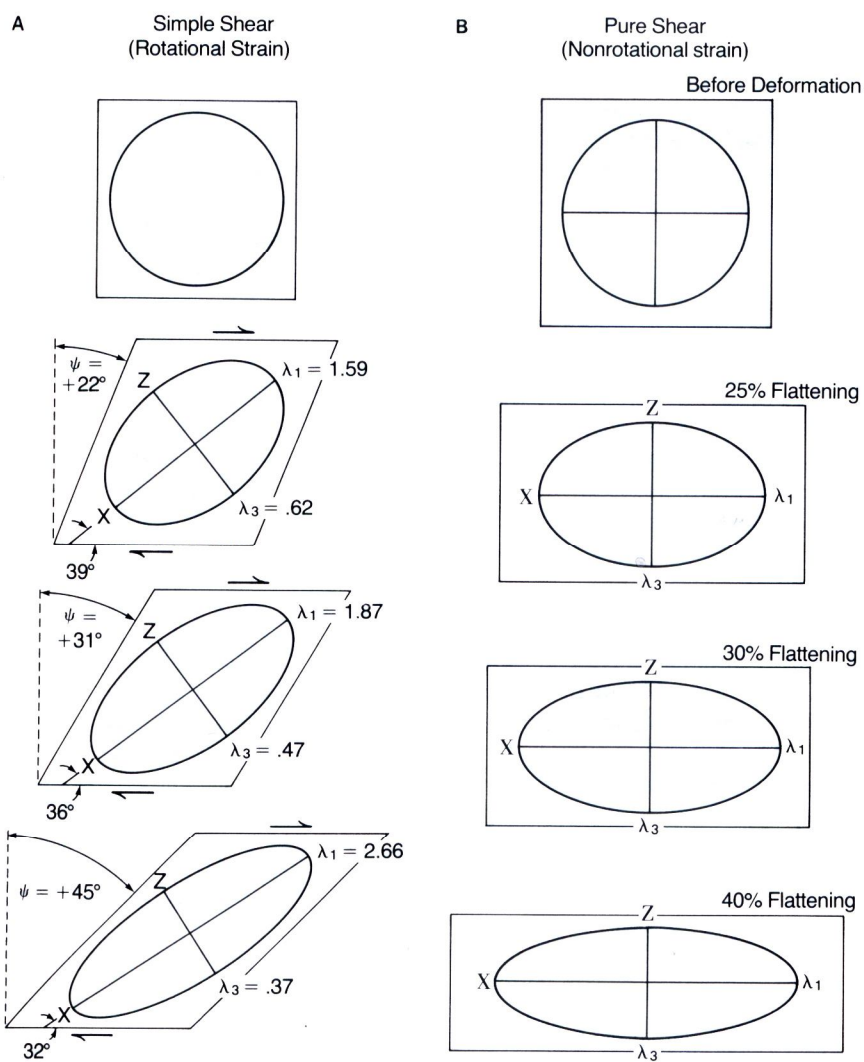 A
Simple Shear
(Rotational Strain)
ψ =
+22°
Z
λ1 = 1.59
X
λ3 = .62
39°
ψ =
+31°
Z
λ1 = 1.87
X
λ3 = .47
36°
ψ = +45°
Z
λ1 = 2.66
X
λ3 = .37
32°
B
Pure Shear
(Nonrotational strain)
Before Deformation
25% Flattening
Z
X
λ1
λ3
30% Flattening
Z
X
λ1
λ3
40% Flattening
Z
X
λ1
λ3